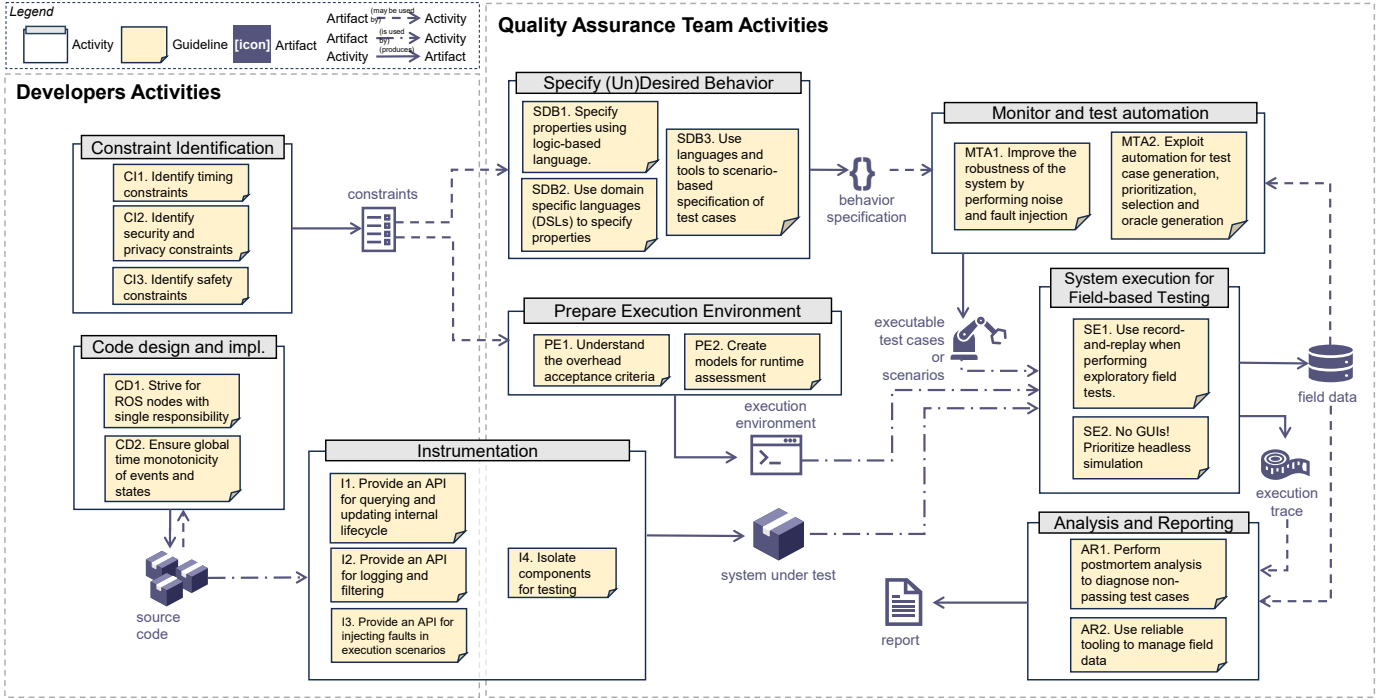 Legend
Activity
Guideline
[icon]
Artifact
Artifact (may be used by) Activity
Artifact (is used by) Activity
Activity (produces) Artifact
Developers Activities
Constraint Identification
CI1. Identify timing
constraints
CI2. Identify
security and
privacy constraints
CI3. Identify safety
constraints
constraints
Code design and impl.
CD1. Strive for
ROS nodes with
single responsibility
CD2. Ensure global
time monotonicity
of events and
states
source
code
Instrumentation
I1. Provide an API
for querying and
updating internal
lifecycle
I2. Provide an API
for logging and
filtering
I3. Provide an API for
injecting faults in
execution scenarios
I4. Isolate
components
for testing
Quality Assurance Team Activities
Specify (Un)Desired Behavior
SDB1. Specify
properties using
logic-based
language.
SDB2. Use domain
specific languages
(DSLs) to specify
properties
SDB3. Use
languages and
tools to scenario-
based
specification of
test cases
{}
behavior
specification
Monitor and test automation
MTA1. Improve the
robustness of the
system by
performing noise
and fault injection
MTA2. Exploit
automation for test
case generation,
prioritization,
selection and
oracle generation
Prepare Execution Environment
PE1. Understand
the overhead
acceptance criteria
PE2. Create
models for runtime
assessment
executable
test cases
or
scenarios
execution
environment
system under test
System execution for
Field-based Testing
SE1. Use record-
and-replay when
performing
exploratory field
tests.
SE2. No GUIs!
Prioritize headless
simulation
field data
execution
trace
Analysis and Reporting
AR1. Perform
postmortem analysis
to diagnose non-
passing test cases
AR2. Use reliable
tooling to manage field
data
report